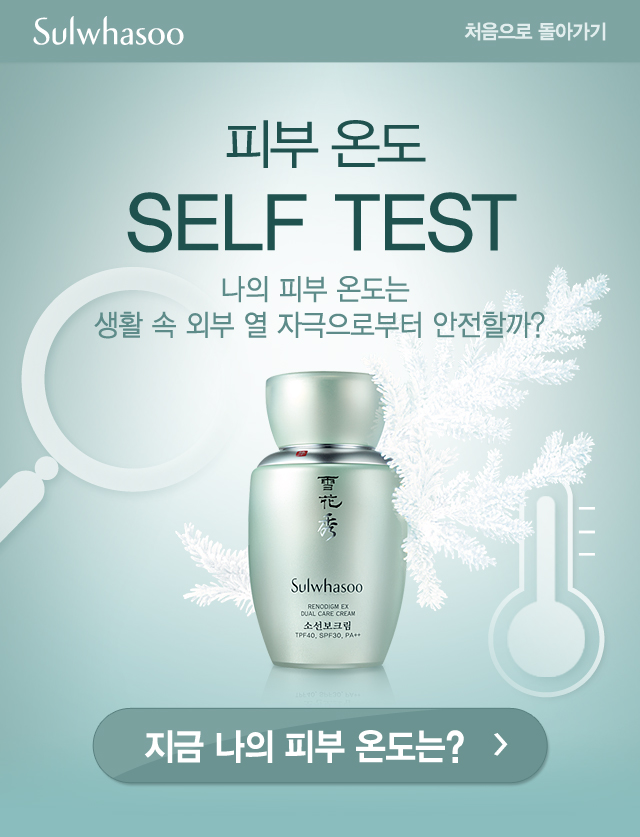 Sulwhasoo
처음으로 돌아가기
피부 온도
SELF TEST
나의 피부 온도는
생활 속 외부 열 자극으로부터 안전할까?
雪
花
秀
Sulwhasoo
RENODIGM EX
DUAL CARE CREAM
소선보크림
TPF40, SPF30, PA++
지금 나의 피부 온도는? >